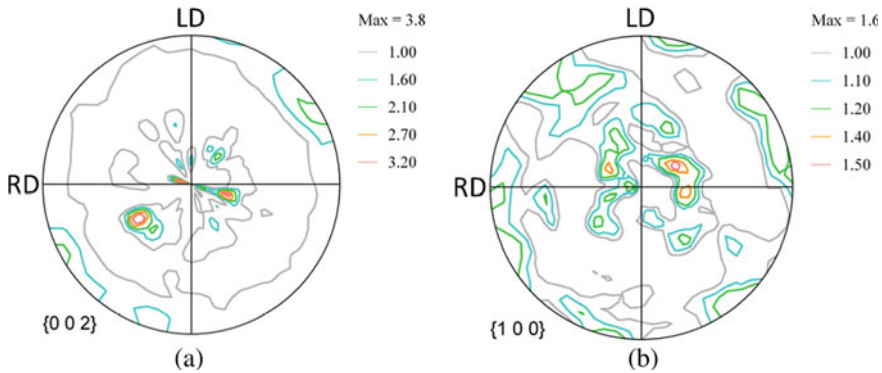 LD
Max = 3.8
1.00
1.60
2.10
2.70
3.20
RD
{0 0 2}
(a)
LD
Max = 1.6
1.00
1.10
1.20
1.40
1.50
RD
{1 0 0}
(b)